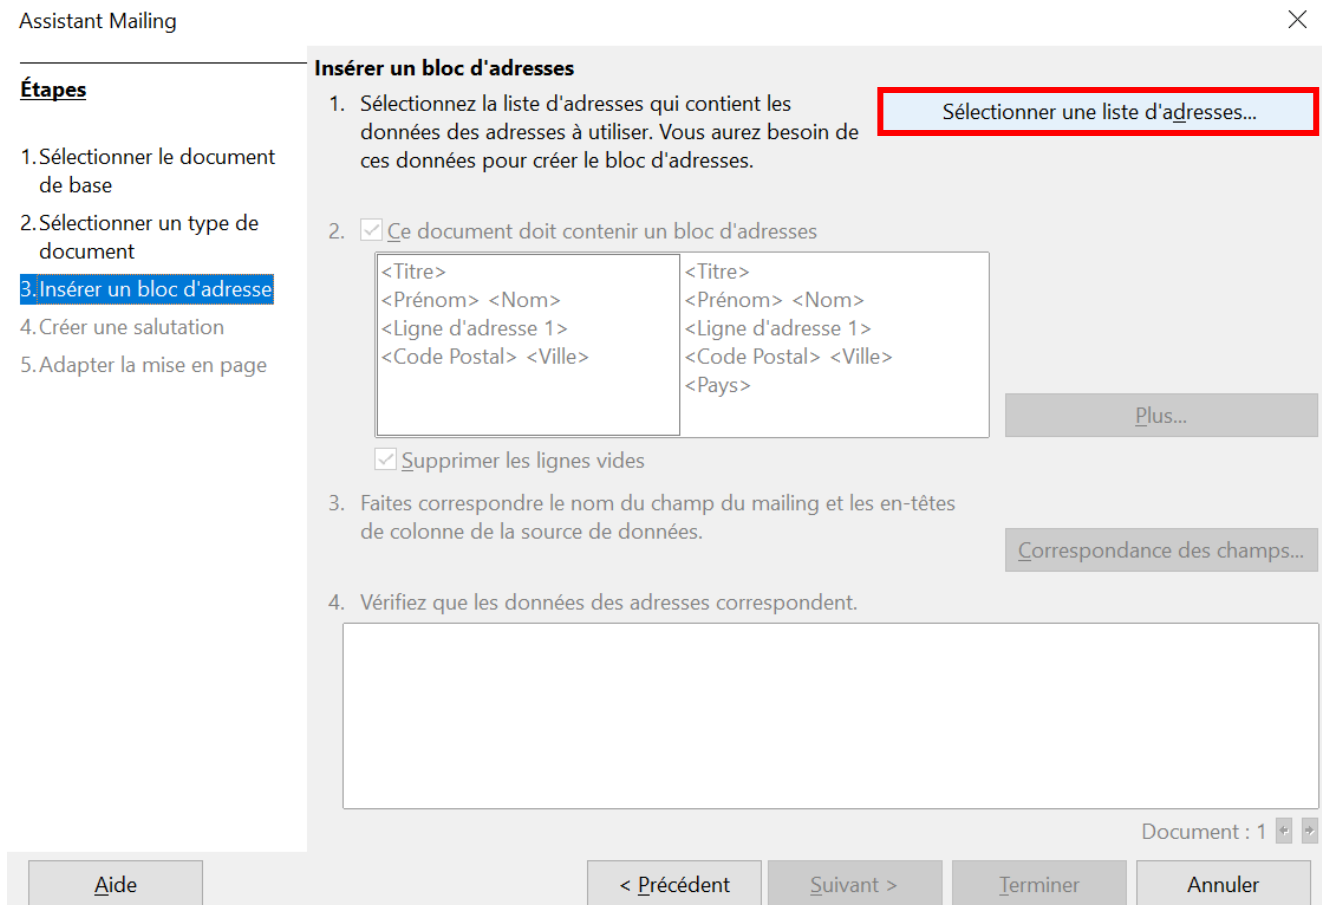 Assistant Mailing
Étapes
1. Sélectionner le document
de base
2. Sélectionner un type de
document
3. Insérer un bloc d'adresse
4. Créer une salutation
5. Adapter la mise en page
Insérer un bloc d'adresses
1. Sélectionnez la liste d'adresses qui contient les
données des adresses à utiliser. Vous aurez besoin de
ces données pour créer le bloc d'adresses.
Sélectionner une liste d'adresses...
2. Ce document doit contenir un bloc d'adresses
<Titre>
<Prénom> <Nom>
<Ligne d'adresse 1>
<Code Postal> <Ville>
<Titre>
<Prénom> <Nom>
<Ligne d'adresse 1>
<Code Postal> <Ville>
<Pays>
Plus...
Supprimer les lignes vides
3. Faites correspondre le nom du champ du mailing et les en-têtes
de colonne de la source de données.
Correspondance des champs...
4. Vérifiez que les données des adresses correspondent.
Document : 1
Aide
< Précédent
Suivant >
Terminer
Annuler